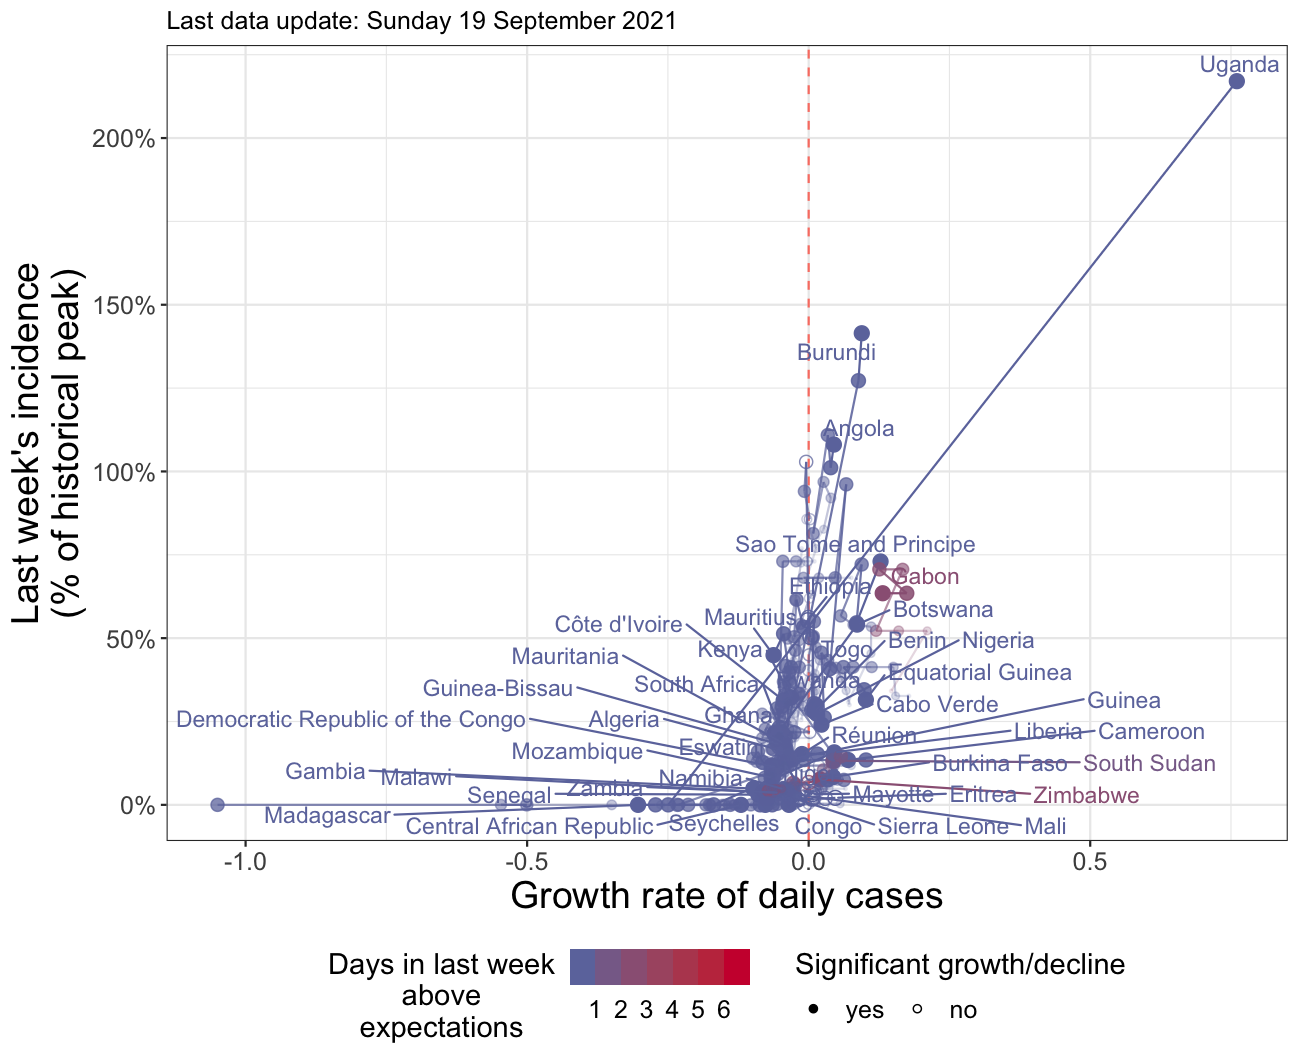 Last data update: Sunday 19 September 2021
Last week's incidence
(% of historical peak)
200%
150%
100%
50%
0%
Uganda
Burundi
Angola
Sao Tome and Principe
Gabon
Ethiopia
Botswana
Mauritius
Côte d'Ivoire
Benin
Nigeria
Kenya
Togo
Mauritania
Equatorial Guinea
Rwanda
South Africa
Guinea-Bissau
Guinea
Cabo Verde
Democratic Republic of the Congo
Algeria
Ghana
Liberia
Cameroon
Réunion
Mozambique
Eswatini
Burkina Faso
South Sudan
Gambia
Malawi
Namibia
Senegal
Zambia
Mayotte
Eritrea
Zimbabwe
Madagascar
Central African Republic
Seychelles
Congo
Sierra Leone
Mali
-1.0
-0.5
0.0
0.5
Growth rate of daily cases
Days in last week
above
expectations
1 2 3 4 5 6
Significant growth/decline
yes
no